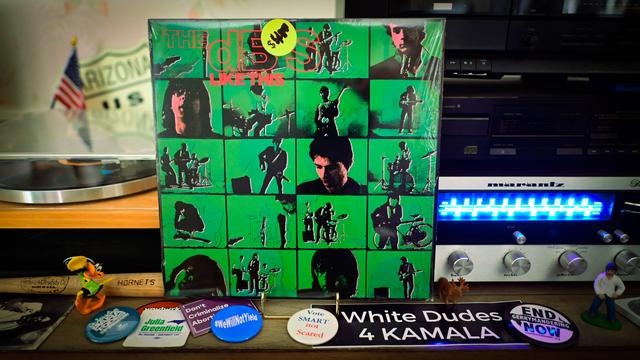 THE
dB'S
LIKE THIS
$4.00
ARIZONA
US
marantz
HORNETS
Julia
Greenfield
Don't
Criminalize
Abortion
#WeWillNotYield
Vote
SMART
not
Scared
White Dudes
4 KAMALA
END
GERRYMANDERING
NOW